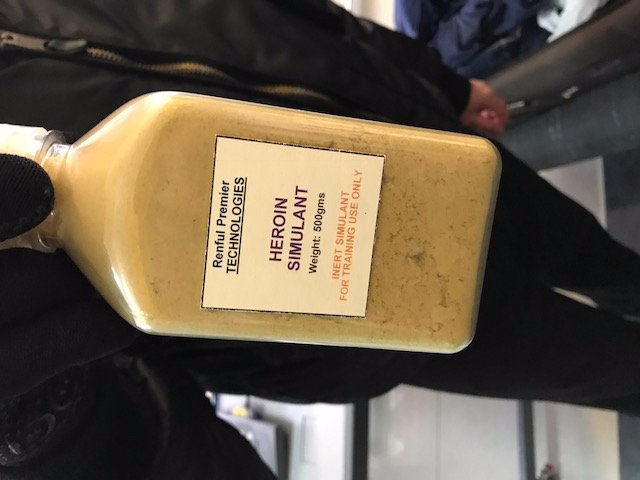 Renful Premier
TECHNOLOGIES
HEROIN
SIMULANT
Weight: 500gms
INERT SIMULANT
FOR TRAINING USE ONLY